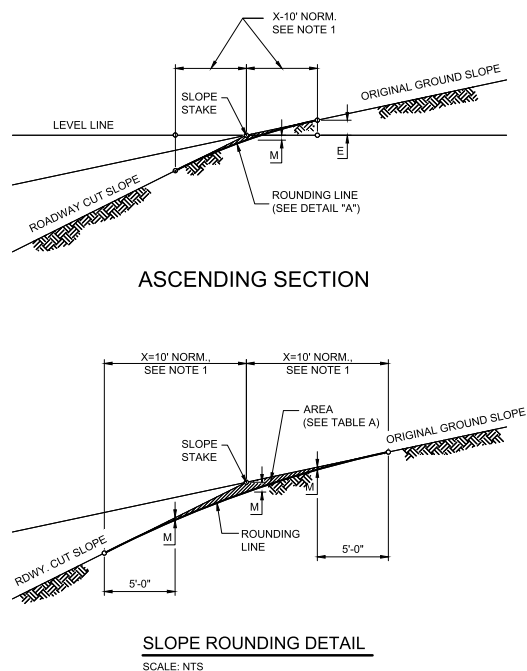 X-10' NORM.
SEE NOTE 1
ORIGINAL GROUND SLOPE
SLOPE
STAKE
LEVEL LINE
M
E
ROADWAY CUT SLOPE
ROUNDING LINE
(SEE DETAIL "A")
ASCENDING SECTION
X=10' NORM.,
SEE NOTE 1
X=10' NORM.,
SEE NOTE 1
AREA
(SEE TABLE A)
ORIGINAL GROUND SLOPE
SLOPE
STAKE
M
M
M
ROUNDING
LINE
RDWY. CUT SLOPE
5'-0"
5'-0"
SLOPE ROUNDING DETAIL
SCALE: NTS